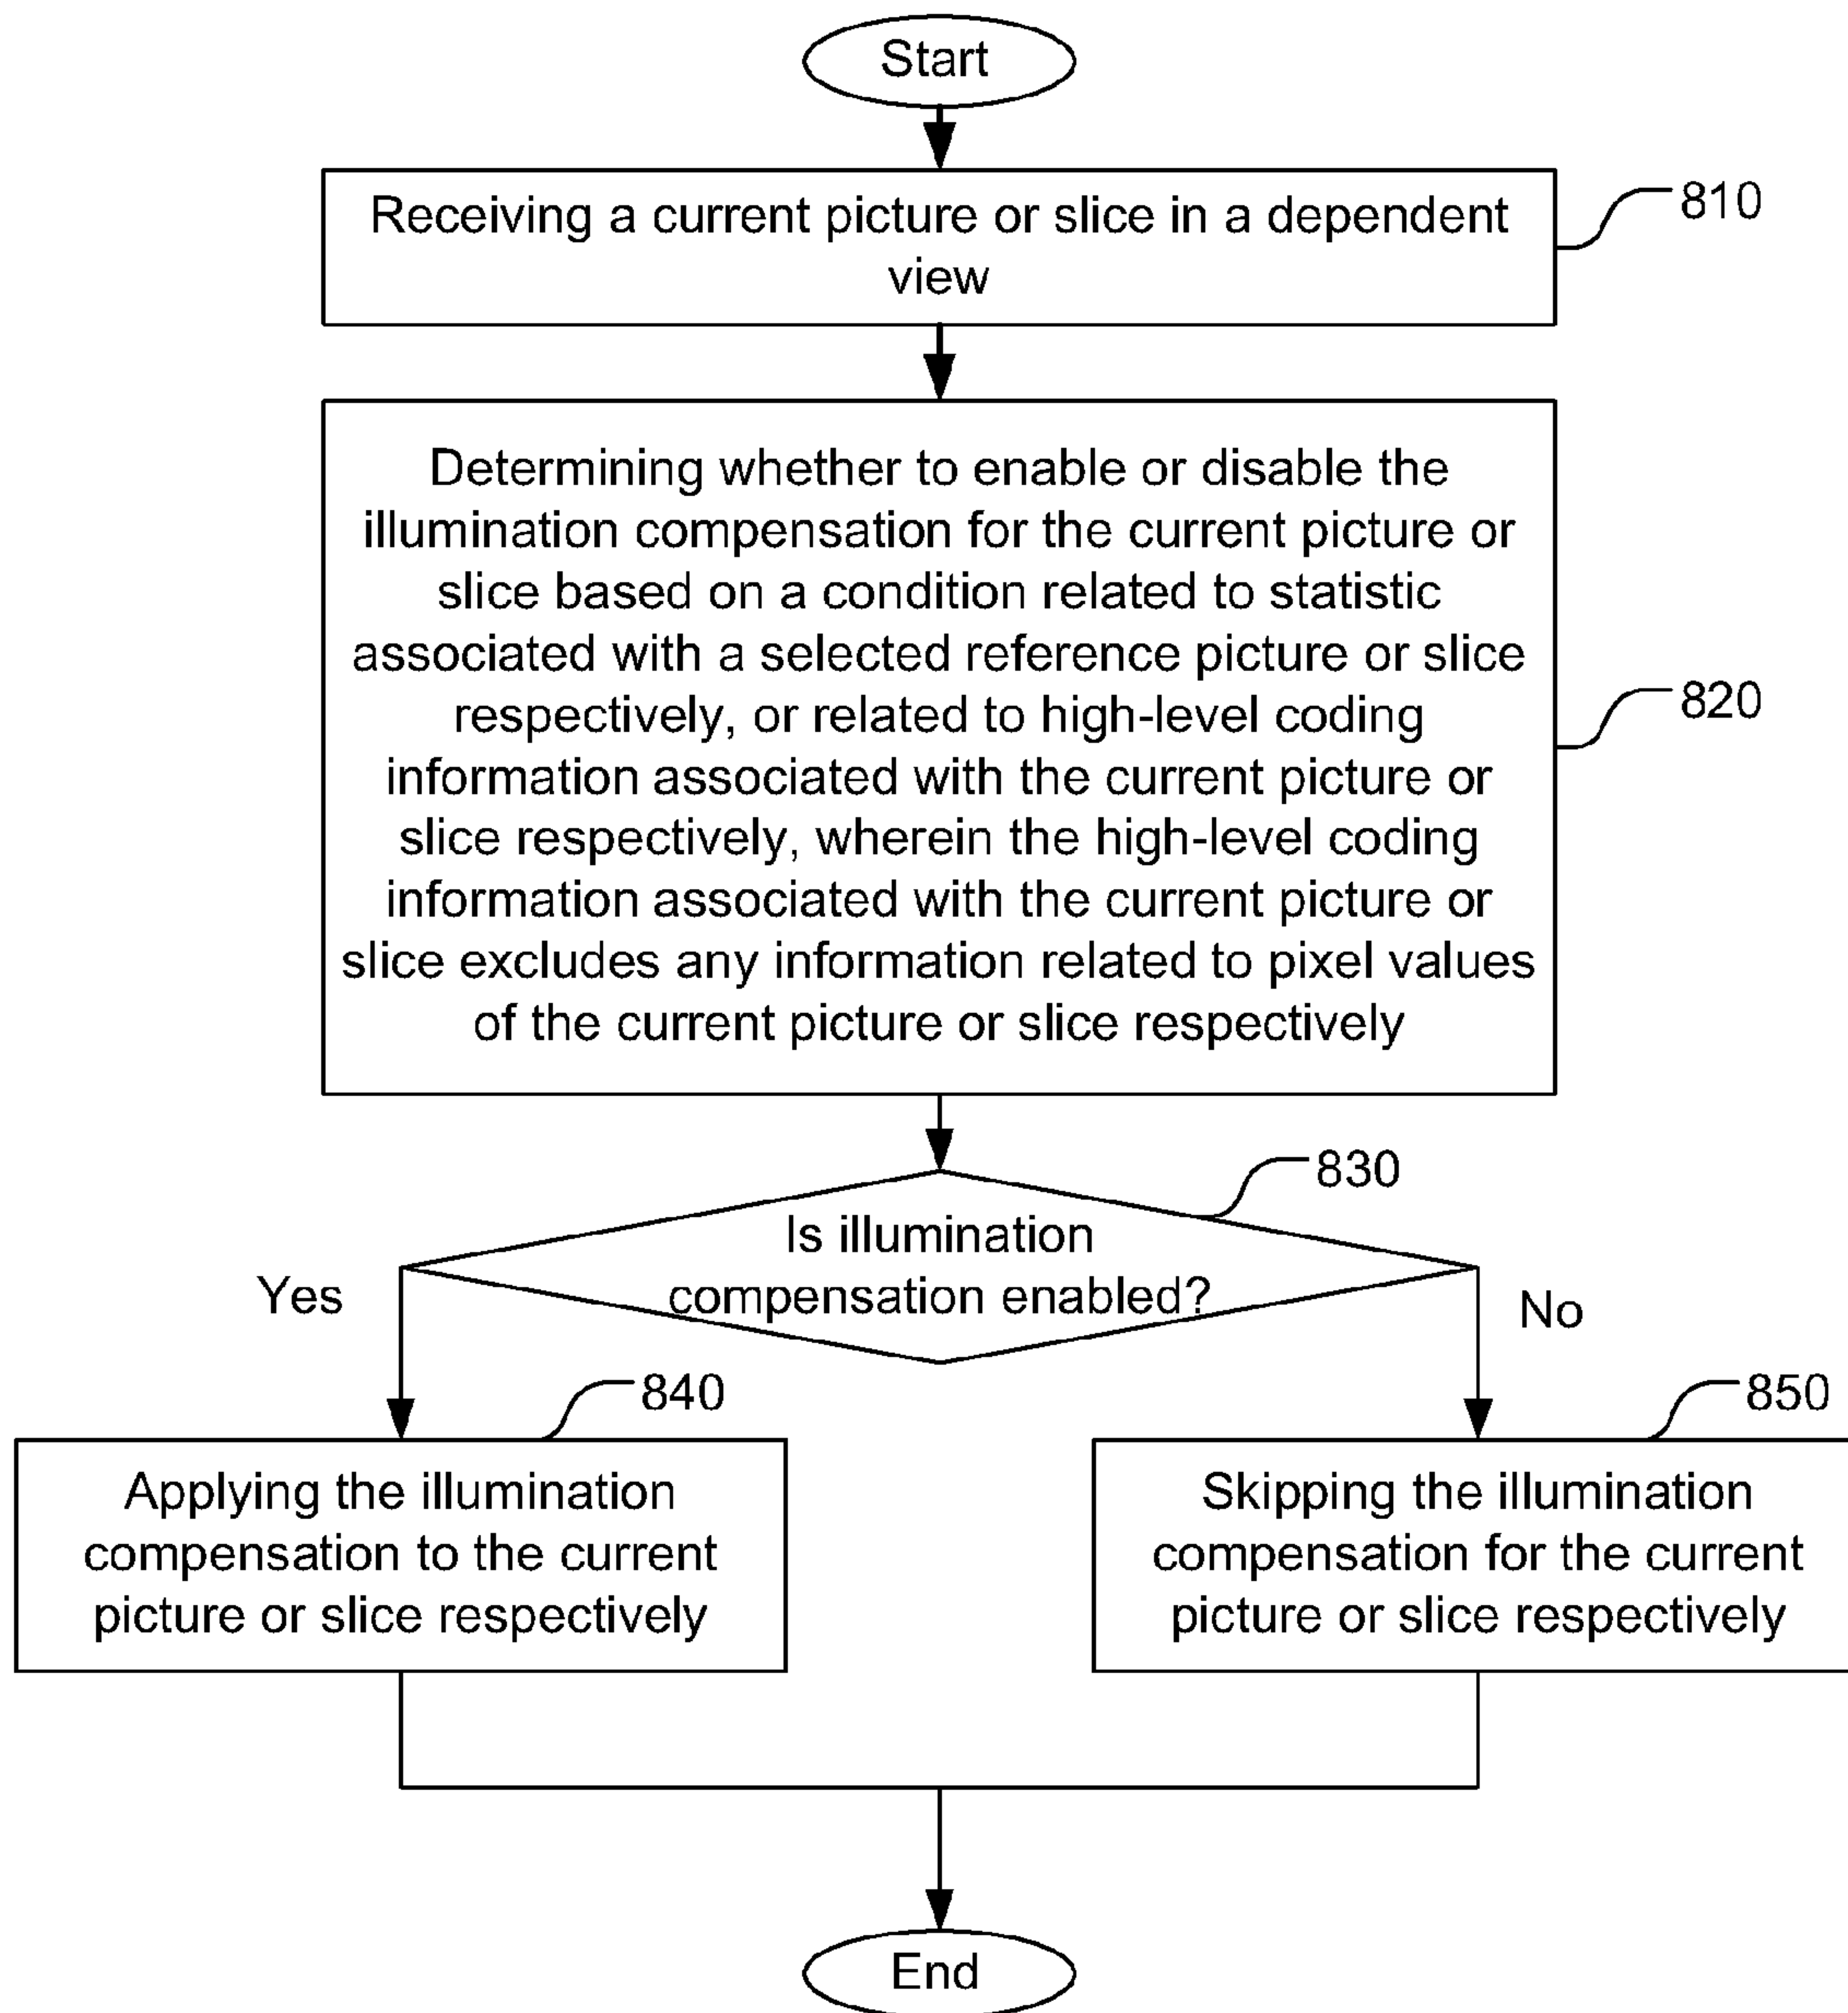 Start
Receiving a current picture or slice in a dependent
view
810
Determining whether to enable or disable the
illumination compensation for the current picture or
slice based on a condition related to statistic
associated with a selected reference picture or slice
respectively, or related to high-level coding
information associated with the current picture or
slice respectively, wherein the high-level coding
information associated with the current picture or
slice excludes any information related to pixel values
of the current picture or slice respectively
820
830
Is illumination
compensation enabled?
Yes
No
840
Applying the illumination
compensation to the current
picture or slice respectively
850
Skipping the illumination
compensation for the current
picture or slice respectively
End